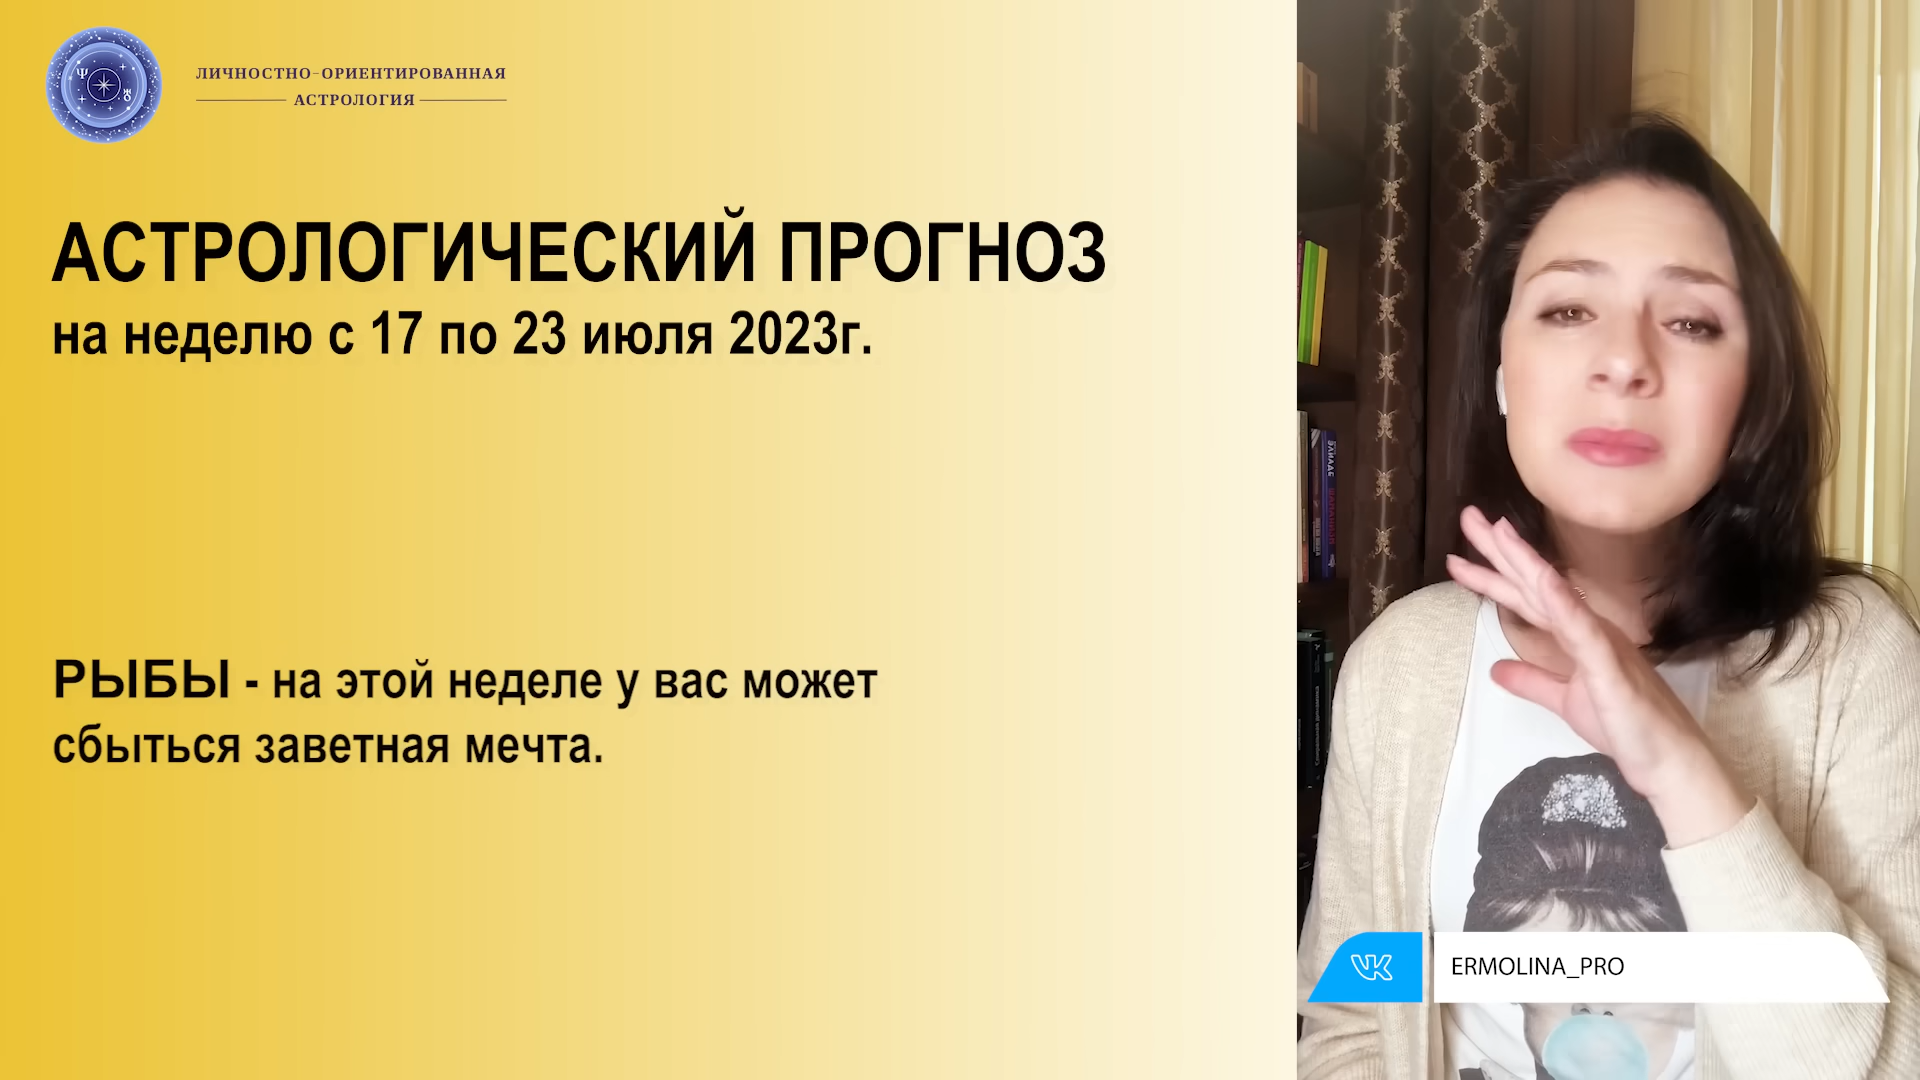 ЛИЧНОСТНО-ОРИЕНТИРОВАННАЯ
АСТРОЛОГИЯ
АСТРОЛОГИЧЕСКИЙ ПРОГНОЗ
на неделю с 17 по 23 июля 2023г.
РЫБЫ - на этой неделе у вас может
сбыться заветная мечта.
ERMOLINA_PRO